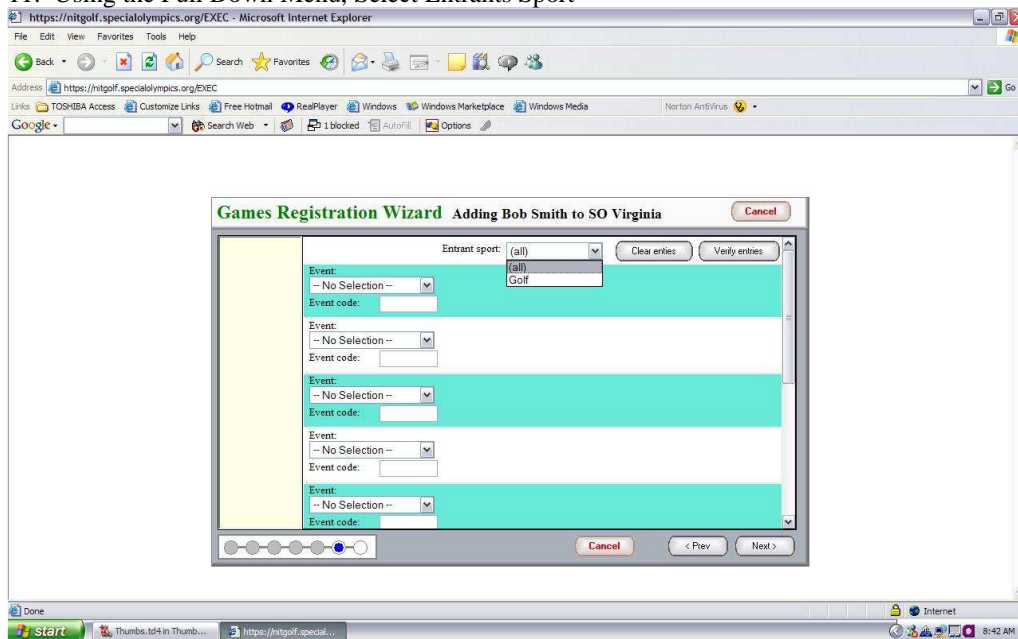 11. Using the Pull Down Menu, Select Entrants Sport
https://nitgolf.specialolympics.org/EXEC - Microsoft Internet Explorer
File Edit View Favorites Tools Help
Back Search Favorites
Address https://nitgolf.specialolympics.org/EXEC Go
Links TOSHIBA Access Customize Links Free Hotmail RealPlayer Windows Windows Marketplace Windows Media Norton AntiVirus
Google Search Web 1 blocked AutoFill Options
Games Registration Wizard Adding Bob Smith to SO Virginia Cancel
Entrant sport: (all) Clear enties Verify entries
(all)
Golf
Event:
-- No Selection --
Event code:
Event:
-- No Selection --
Event code:
Event:
-- No Selection --
Event code:
Event:
-- No Selection --
Event code:
Event:
-- No Selection --
Event code:
Cancel < Prev Next >
Done Internet
start Thumbs.td4 in Thumb... https://nitgolf.special... 8:42 AM